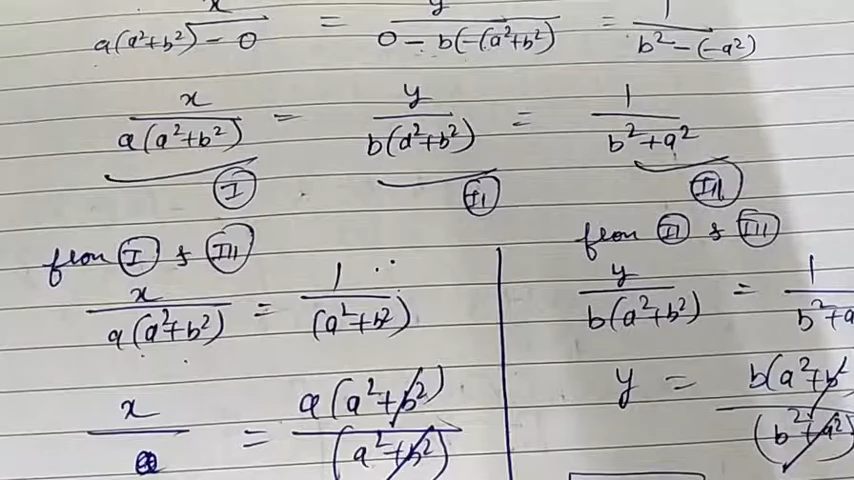 x/(a(a²+b²)-0) = y/(0-b(-(a²+b²))) = 1/(b²-(-a²))
x/(a(a²+b²)) = y/(b(a²+b²)) = 1/(b²+a²)
I II III
from I & III
x/(a(a²+b²)) = 1/(a²+b²)
x = a(a²+b²)/(a²+b²)
from II & III
y/(b(a²+b²)) = 1/(b²+a
y = b(a²+b²/(b²+a²)